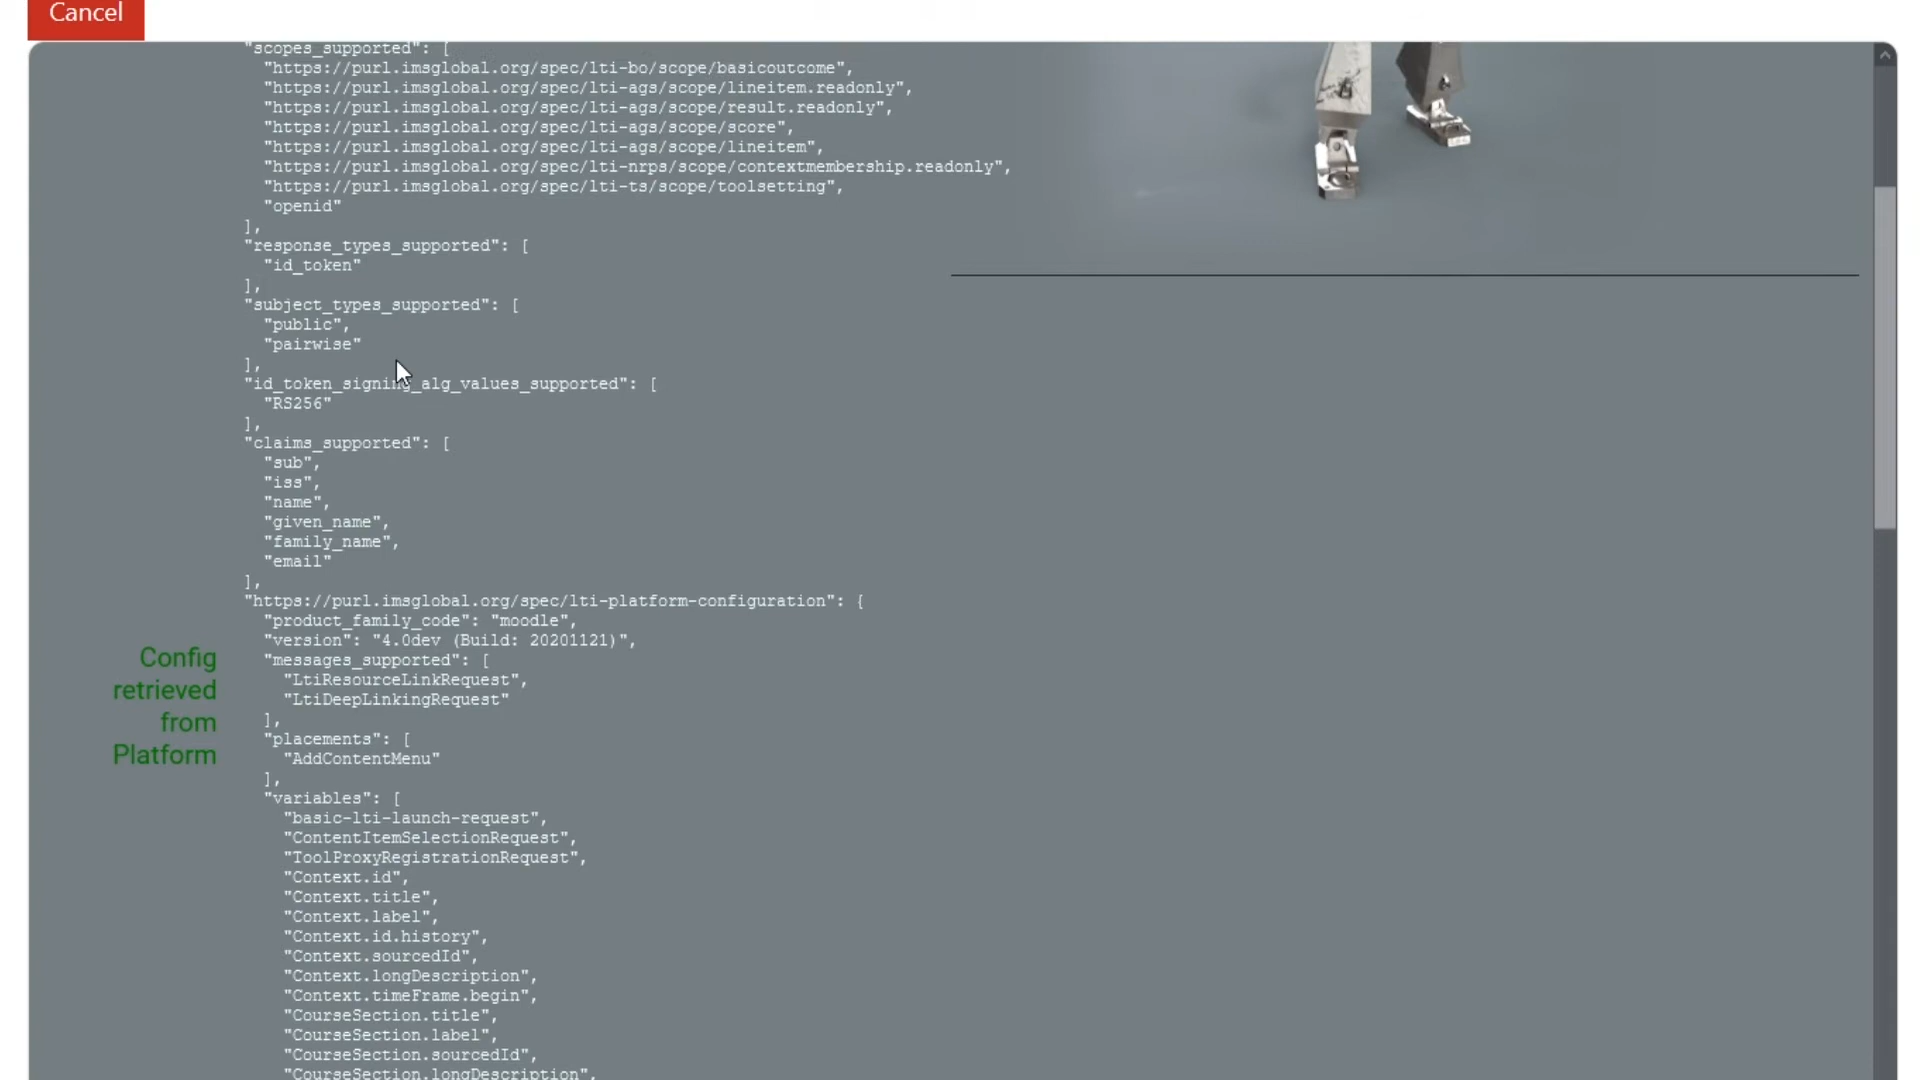 Cancel
"scopes_supported": [
"https://purl.imsglobal.org/spec/lti-bo/scope/basicoutcome",
"https://purl.imsglobal.org/spec/lti-ags/scope/lineitem.readonly",
"https://purl.imsglobal.org/spec/lti-ags/scope/result.readonly",
"https://purl.imsglobal.org/spec/lti-ags/scope/score",
"https://purl.imsglobal.org/spec/lti-ags/scope/lineitem",
"https://purl.imsglobal.org/spec/lti-nrps/scope/contextmembership.readonly",
"https://purl.imsglobal.org/spec/lti-ts/scope/toolsetting",
"openid"
],
"response_types_supported": [
"id_token"
],
"subject_types_supported": [
"public",
"pairwise"
],
"id_token_signing_alg_values_supported": [
"RS256"
],
"claims_supported": [
"sub",
"iss",
"name",
"given_name",
"family_name",
"email"
],
"https://purl.imsglobal.org/spec/lti-platform-configuration": {
"product_family_code": "moodle",
"version": "4.0dev (Build: 20201121)",
"messages_supported": [
"LtiResourceLinkRequest",
"LtiDeepLinkingRequest"
],
"placements": [
"AddContentMenu"
],
"variables": [
"basic-lti-launch-request",
"ContentItemSelectionRequest",
"ToolProxyRegistrationRequest",
"Context.id",
"Context.title",
"Context.label",
"Context.id.history",
"Context.sourcedId",
"Context.longDescription",
"Context.timeFrame.begin",
"CourseSection.title",
"CourseSection.label",
"CourseSection.sourcedId",
"CourseSection.longDescription",
Config
retrieved
from
Platform